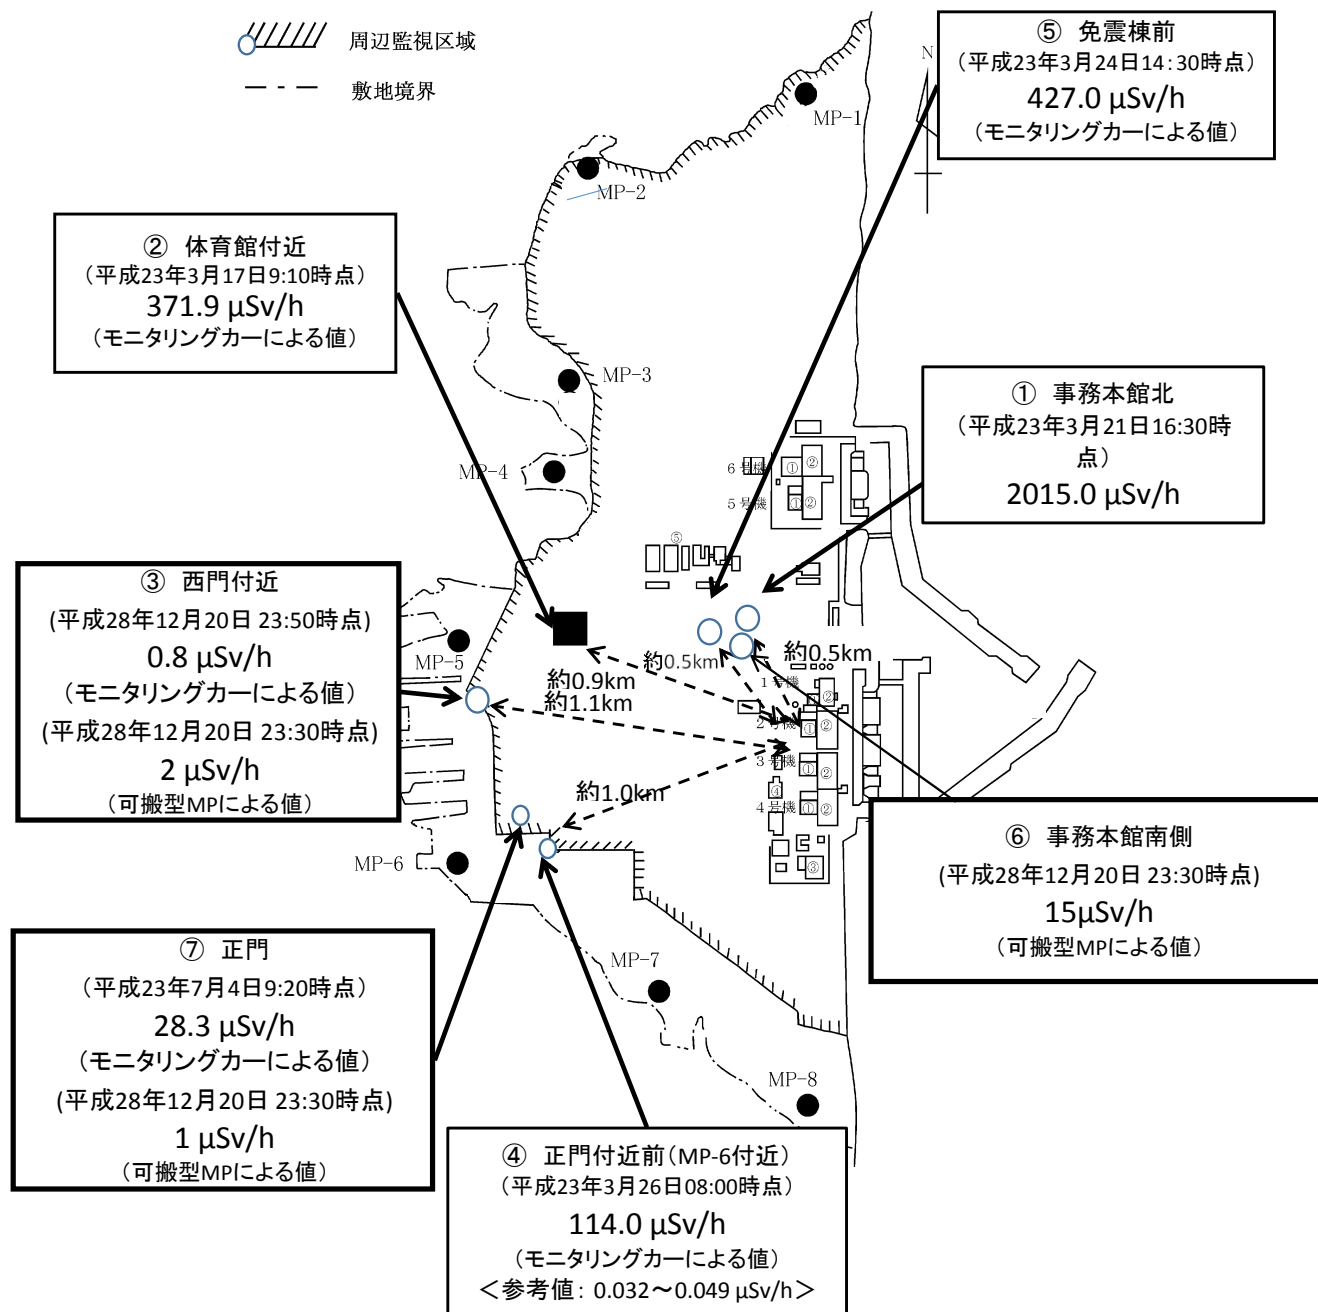 周辺監視区域
敷地境界
⑤ 免震棟前
(平成23年3月24日14:30時点)
427.0 μSv/h
(モニタリングカーによる値)
N
MP-1
MP-2
② 体育館付近
(平成23年3月17日9:10時点)
371.9 μSv/h
(モニタリングカーによる値)
MP-3
① 事務本館北
(平成23年3月21日16:30時
点)
2015.0 μSv/h
MP-4
6号機
①
②
5号機
①
②
⑤
③ 西門付近
(平成28年12月20日 23:50時点)
0.8 μSv/h
(モニタリングカーによる値)
(平成28年12月20日 23:30時点)
2 μSv/h
(可搬型MPによる値)
MP-5
約0.5km
約0.5km
約0.9km
約1.1km
1号機
②
2号機
①
②
3号機
①
②
約1.0km
④
4号機
①
②
③
MP-6
⑥ 事務本館南側
(平成28年12月20日 23:30時点)
15μSv/h
(可搬型MPによる値)
⑦ 正門
(平成23年7月4日9:20時点)
28.3 μSv/h
(モニタリングカーによる値)
(平成28年12月20日 23:30時点)
1 μSv/h
(可搬型MPによる値)
MP-7
MP-8
④ 正門付近前(MP-6付近)
(平成23年3月26日08:00時点)
114.0 μSv/h
(モニタリングカーによる値)
<参考値: 0.032～0.049 μSv/h>